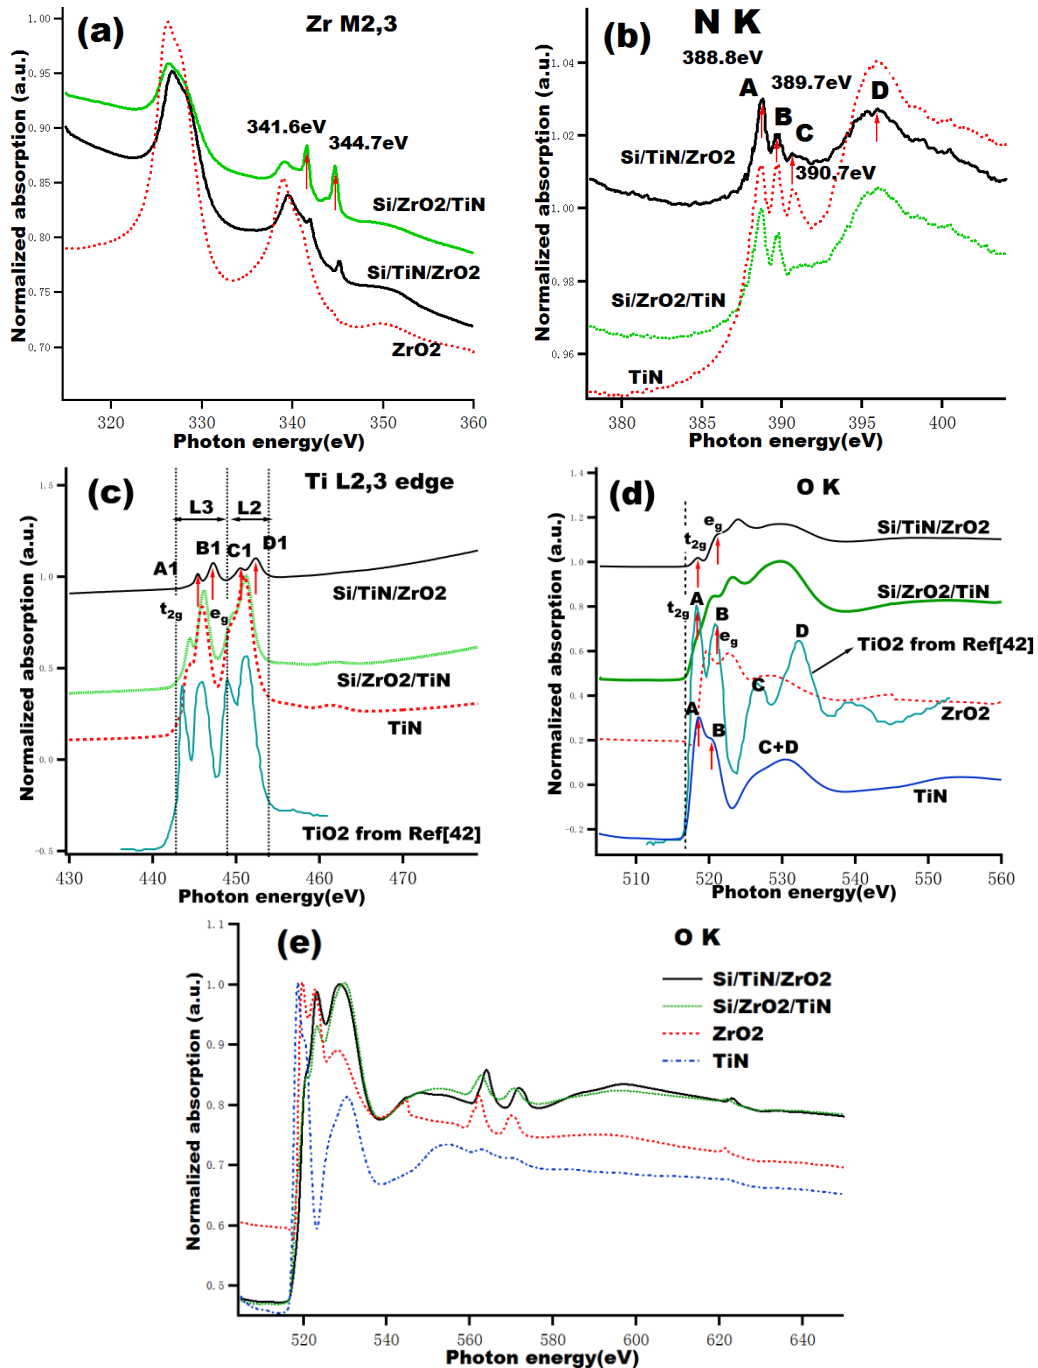 (a)
Zr M2,3
1.00
0.95
0.90
0.85
0.80
0.75
0.70
Normalized absorption (a.u.)
341.6eV
344.7eV
Si/ZrO2/TiN
Si/TiN/ZrO2
ZrO2
320
330
340
350
360
Photon energy(eV)
(b)
N K
1.04
1.02
1.00
0.98
0.96
Normalized absorption (a.u.)
388.8eV
389.7eV
390.7eV
A
B
C
D
Si/TiN/ZrO2
Si/ZrO2/TiN
TiN
380
385
390
395
400
Photon energy(eV)
(c)
Ti L2,3 edge
1.5
1.0
0.5
0.0
-0.5
Normalized absorption (a.u.)
L3
L2
A1
B1
C1
D1
t2g
eg
Si/TiN/ZrO2
Si/ZrO2/TiN
TiN
TiO2 from Ref[42]
430
440
450
460
470
Photon energy(eV)
(d)
O K
1.4
1.2
1.0
0.8
0.6
0.4
0.2
0.0
-0.2
Normalized absorption (a.u.)
t2g
eg
Si/TiN/ZrO2
Si/ZrO2/TiN
t2g
A
B
eg
D
C
TiO2 from Ref[42]
ZrO2
A
B
C+D
TiN
510
520
530
540
550
560
Photon energy(eV)
(e)
O K
1.1
1.0
0.9
0.8
0.7
0.6
0.5
Normalized absorption (a.u.)
Si/TiN/ZrO2
Si/ZrO2/TiN
ZrO2
TiN
520
540
560
580
600
620
640
Photon energy(eV)